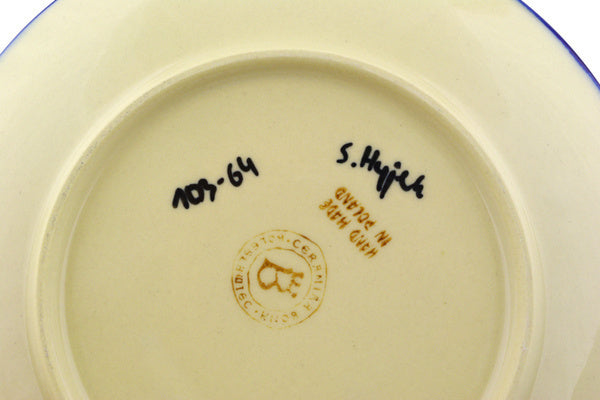 103-64
S. Hyjek
HAND MADE
IN POLAND
B